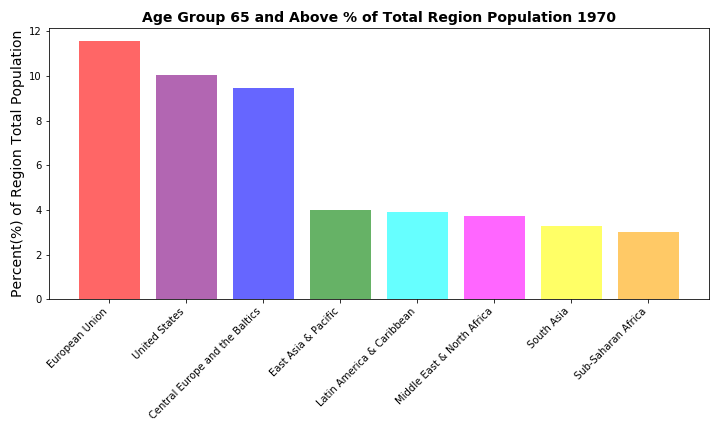 Age Group 65 and Above % of Total Region Population 1970
Percent(%) of Region Total Population
12
10
8
6
4
2
0
European Union
United States
Central Europe and the Baltics
East Asia & Pacific
Latin America & Caribbean
Middle East & North Africa
South Asia
Sub-Saharan Africa